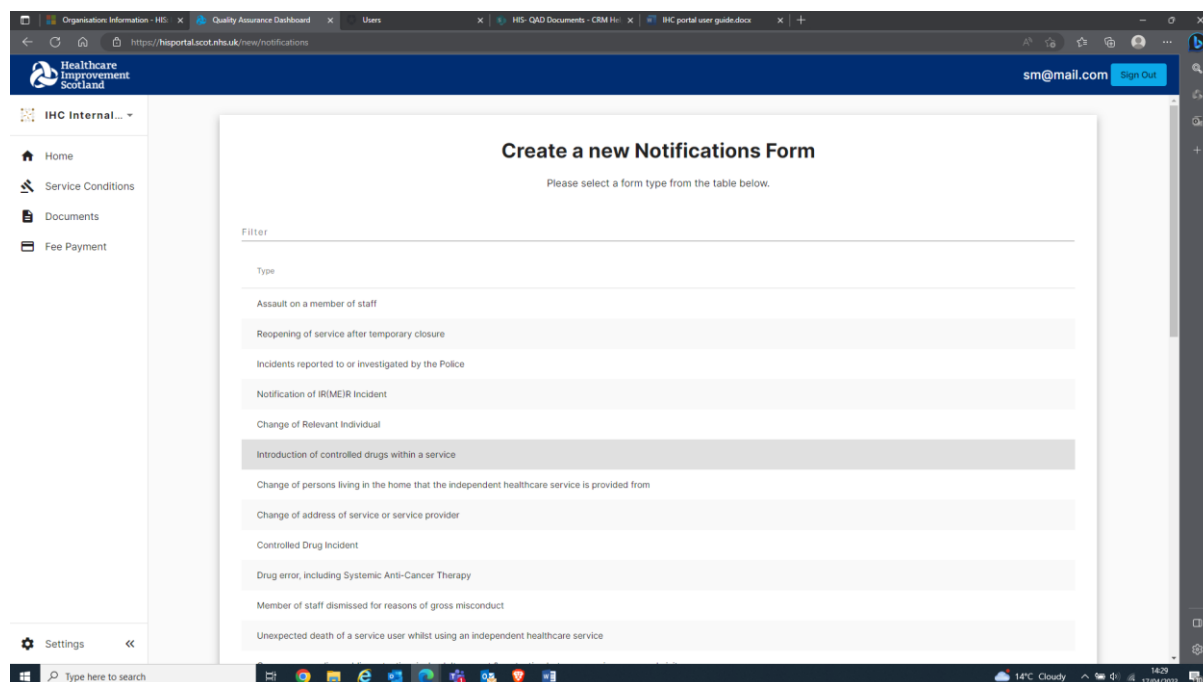 Organisation: Information - HIS:
Quality Assurance Dashboard
Users
HIS- QAD Documents - CRM Hel
IHC portal user guide.docx
https://hisportal.scot.nhs.uk/new/notifications
Healthcare
Improvement
Scotland
sm@mail.com
Sign Out
IHC Internal...
Home
Service Conditions
Documents
Fee Payment
Create a new Notifications Form
Please select a form type from the table below.
Filter
Type
Assault on a member of staff
Reopening of service after temporary closure
Incidents reported to or investigated by the Police
Notification of IR(ME)R Incident
Change of Relevant Individual
Introduction of controlled drugs within a service
Change of persons living in the home that the independent healthcare service is provided from
Change of address of service or service provider
Controlled Drug Incident
Drug error, including Systemic Anti-Cancer Therapy
Member of staff dismissed for reasons of gross misconduct
Unexpected death of a service user whilst using an independent healthcare service
Settings
Type here to search
14°C Cloudy
14:29
17/04/2023